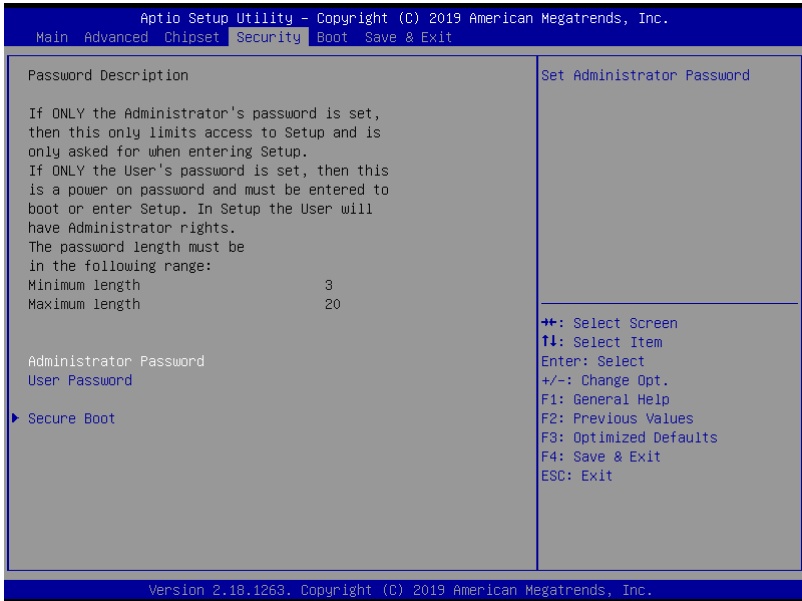 Aptio Setup Utility – Copyright (C) 2019 American Megatrends, Inc.
Main Advanced Chipset Security Boot Save & Exit
Password Description
If ONLY the Administrator's password is set,
then this only limits access to Setup and is
only asked for when entering Setup.
If ONLY the User's password is set, then this
is a power on password and must be entered to
boot or enter Setup. In Setup the User will
have Administrator rights.
The password length must be
in the following range:
Minimum length 3
Maximum length 20
Administrator Password
User Password
Secure Boot
Set Administrator Password
→←: Select Screen
↑↓: Select Item
Enter: Select
+/-: Change Opt.
F1: General Help
F2: Previous Values
F3: Optimized Defaults
F4: Save & Exit
ESC: Exit
Version 2.18.1263. Copyright (C) 2019 American Megatrends, Inc.